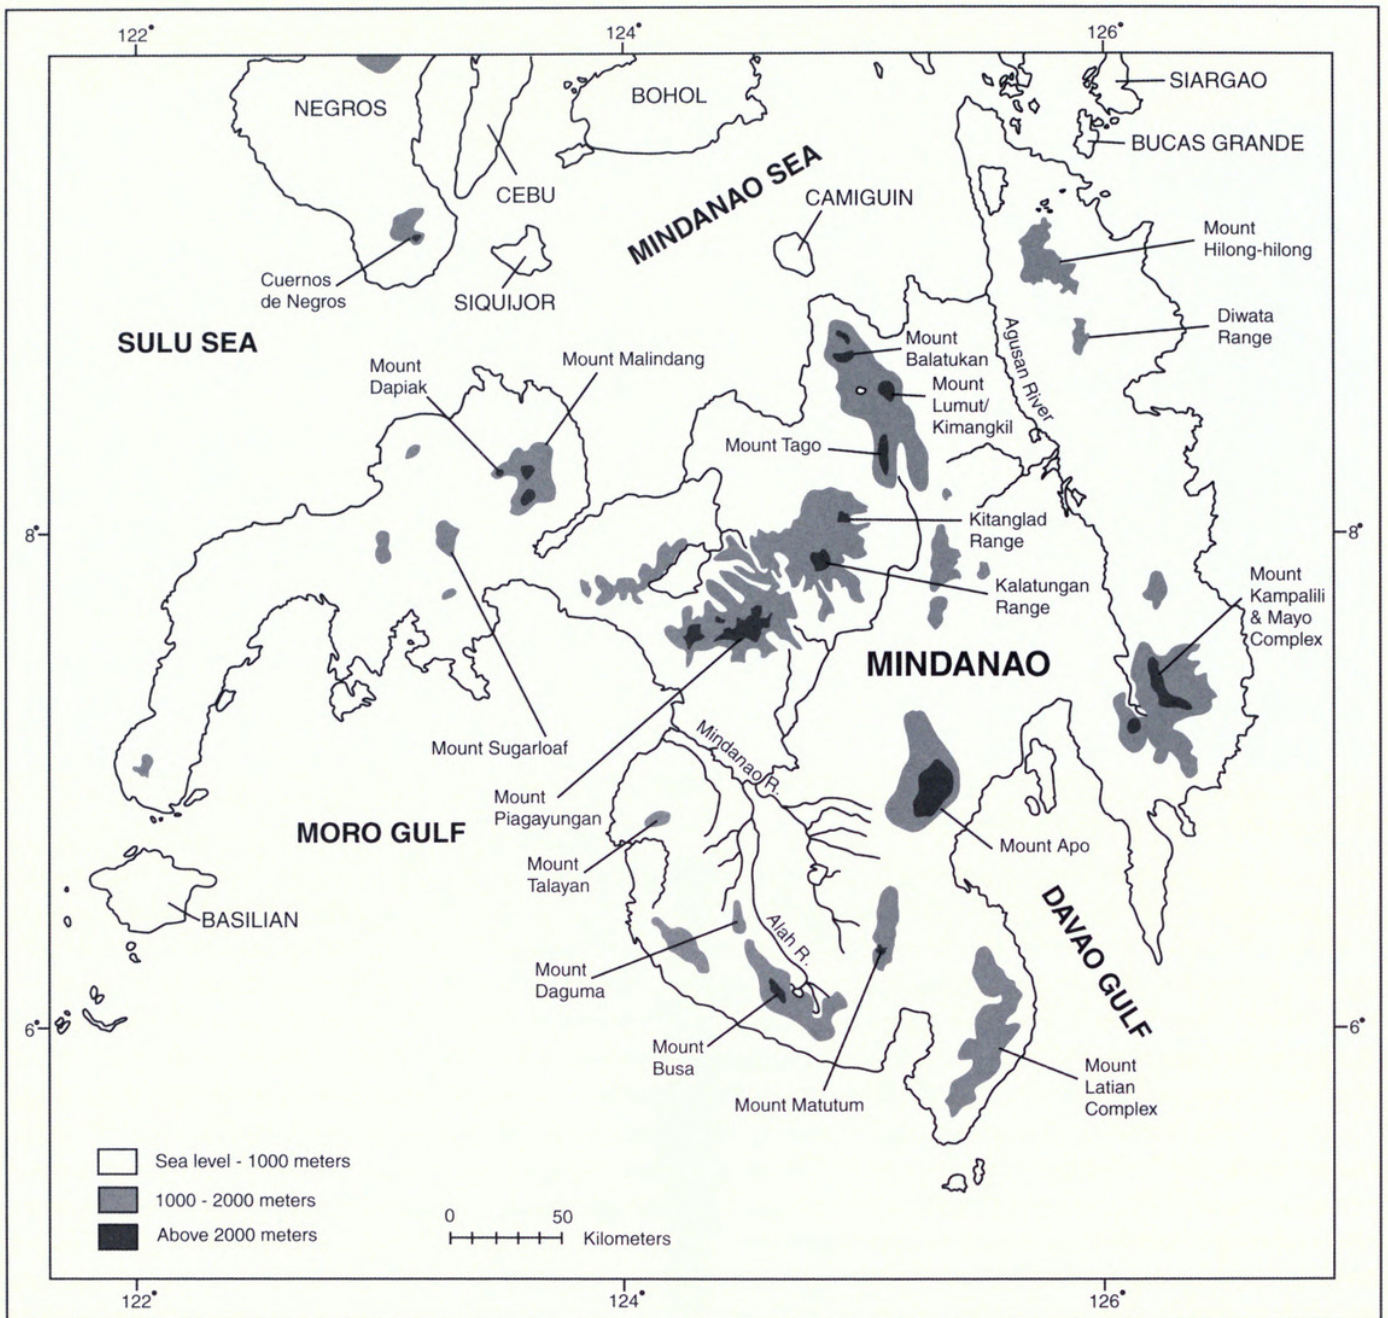 122°
124°
126°
NEGROS
BOHOL
SIARGAO
BUCAS GRANDE
CEBU
MINDANAO SEA
CAMIGUIN
Mount
Hilong-hilong
Cuernos
de Negros
SIQUIJOR
SULU SEA
Diwata
Range
Agusan River
Mount
Dapiak
Mount Malindang
Mount
Balatukan
Mount
Lumut/
Kimangkil
Mount Tago
8°
8°
Kitanglad
Range
Kalatungan
Range
Mount
Kampalili
& Mayo
Complex
MINDANAO
Mount Sugarloaf
Mindanao R.
Mount
Piagayungan
MORO GULF
Mount Apo
Mount
Talayan
BASILIAN
DAVAO GULF
Alah R.
Mount
Daguma
6°
6°
Mount
Busa
Mount Matutum
Mount
Latian
Complex
Sea level - 1000 meters
1000 - 2000 meters
Above 2000 meters
0 50
Kilometers
122°
124°
126°